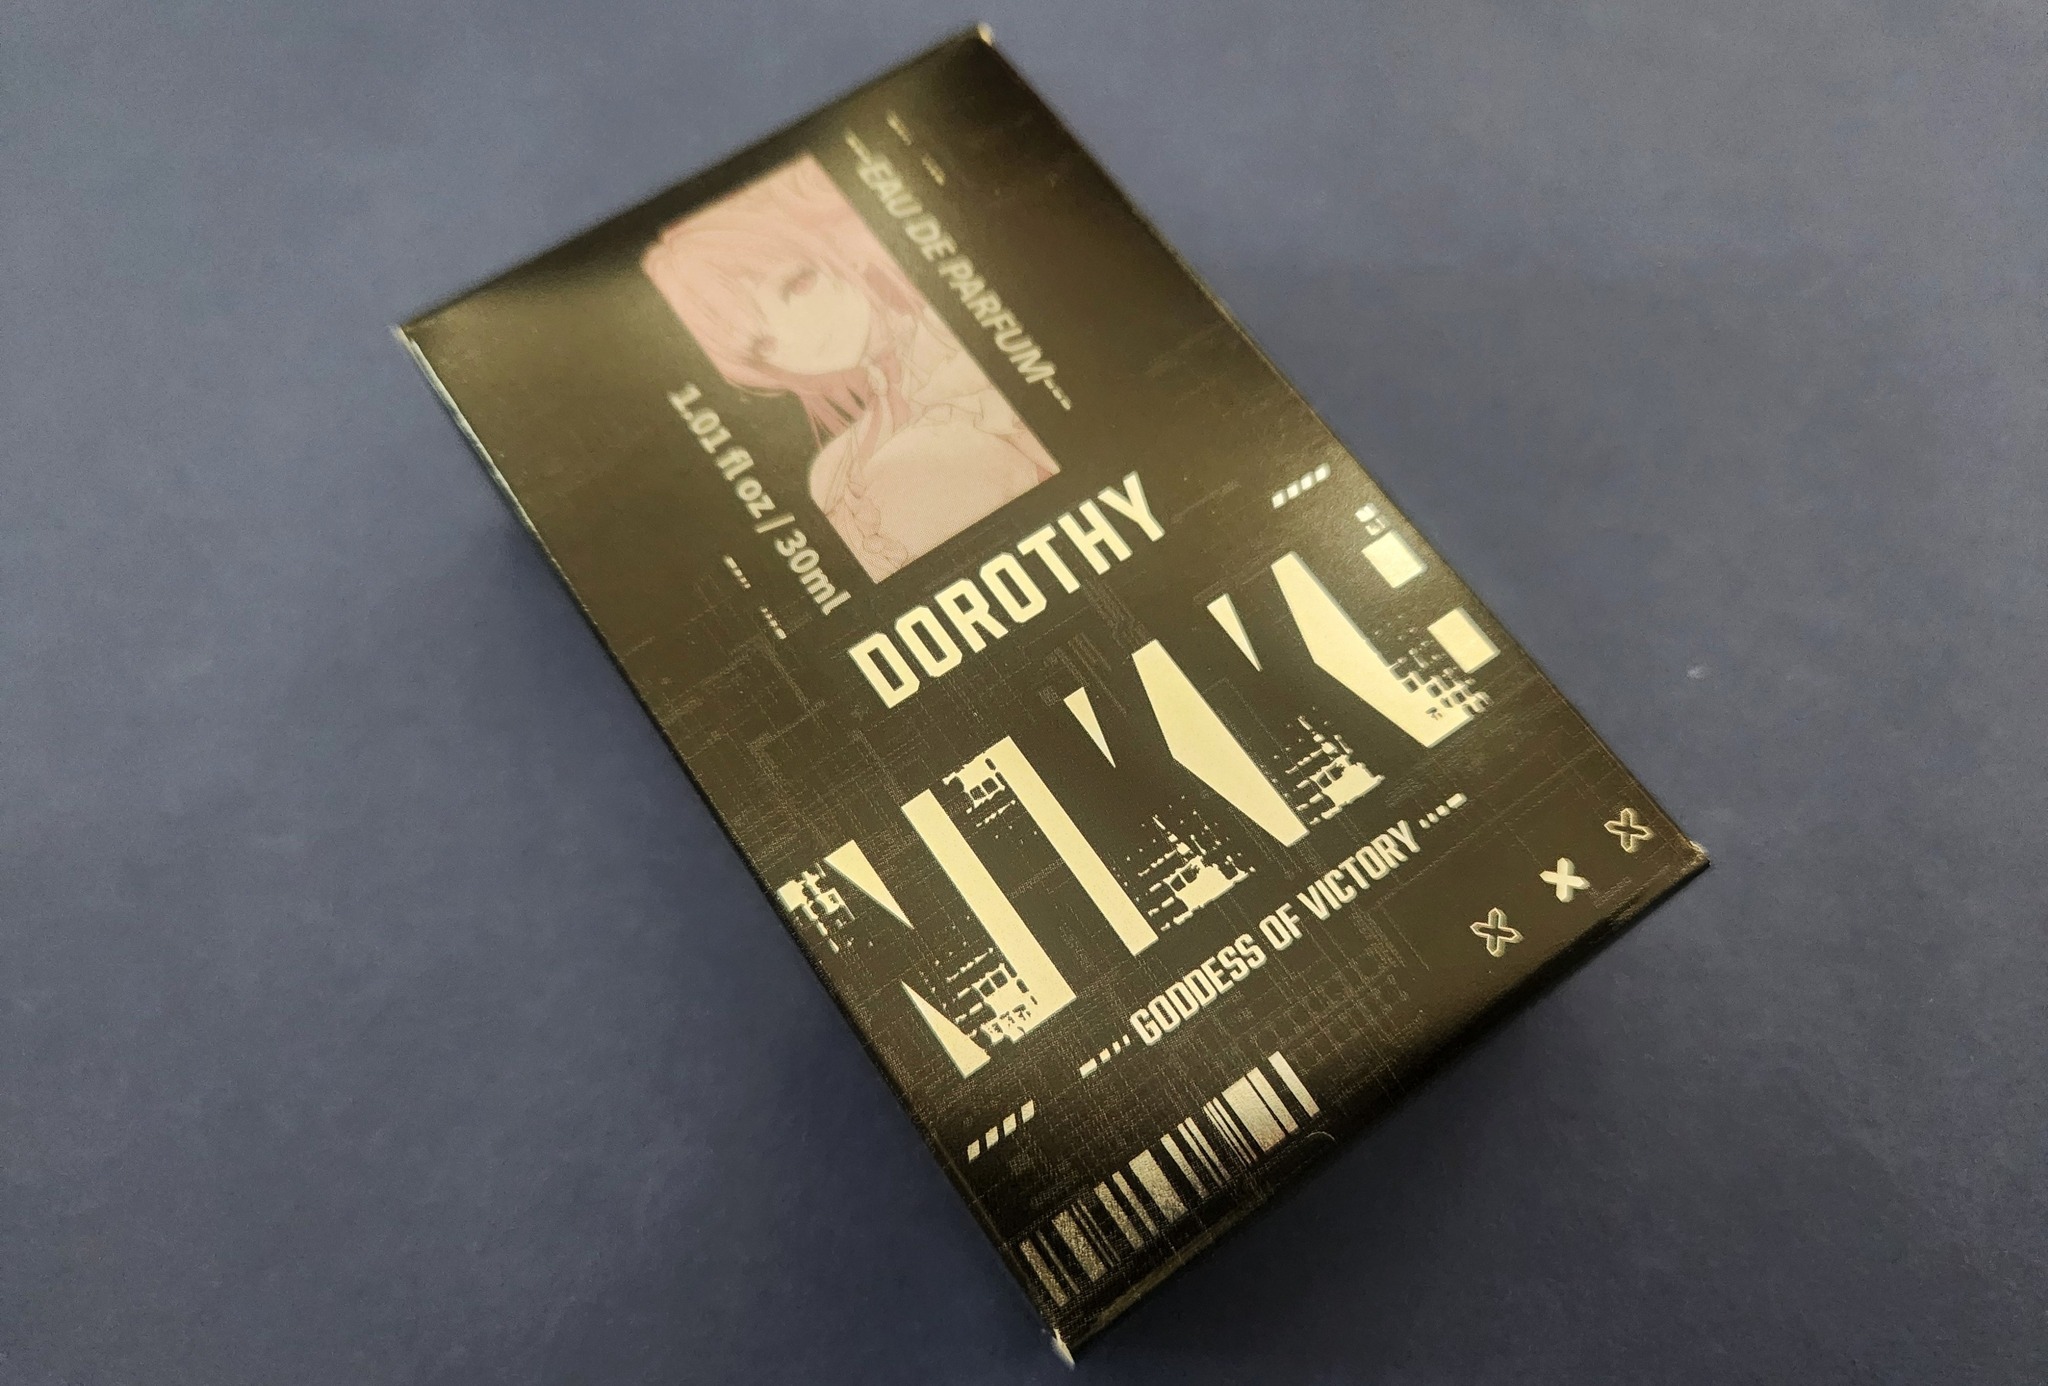 EAU DE PARFUM
1.01 fl oz / 30ml
DOROTHY
NIKKE
GODDESS OF VICTORY